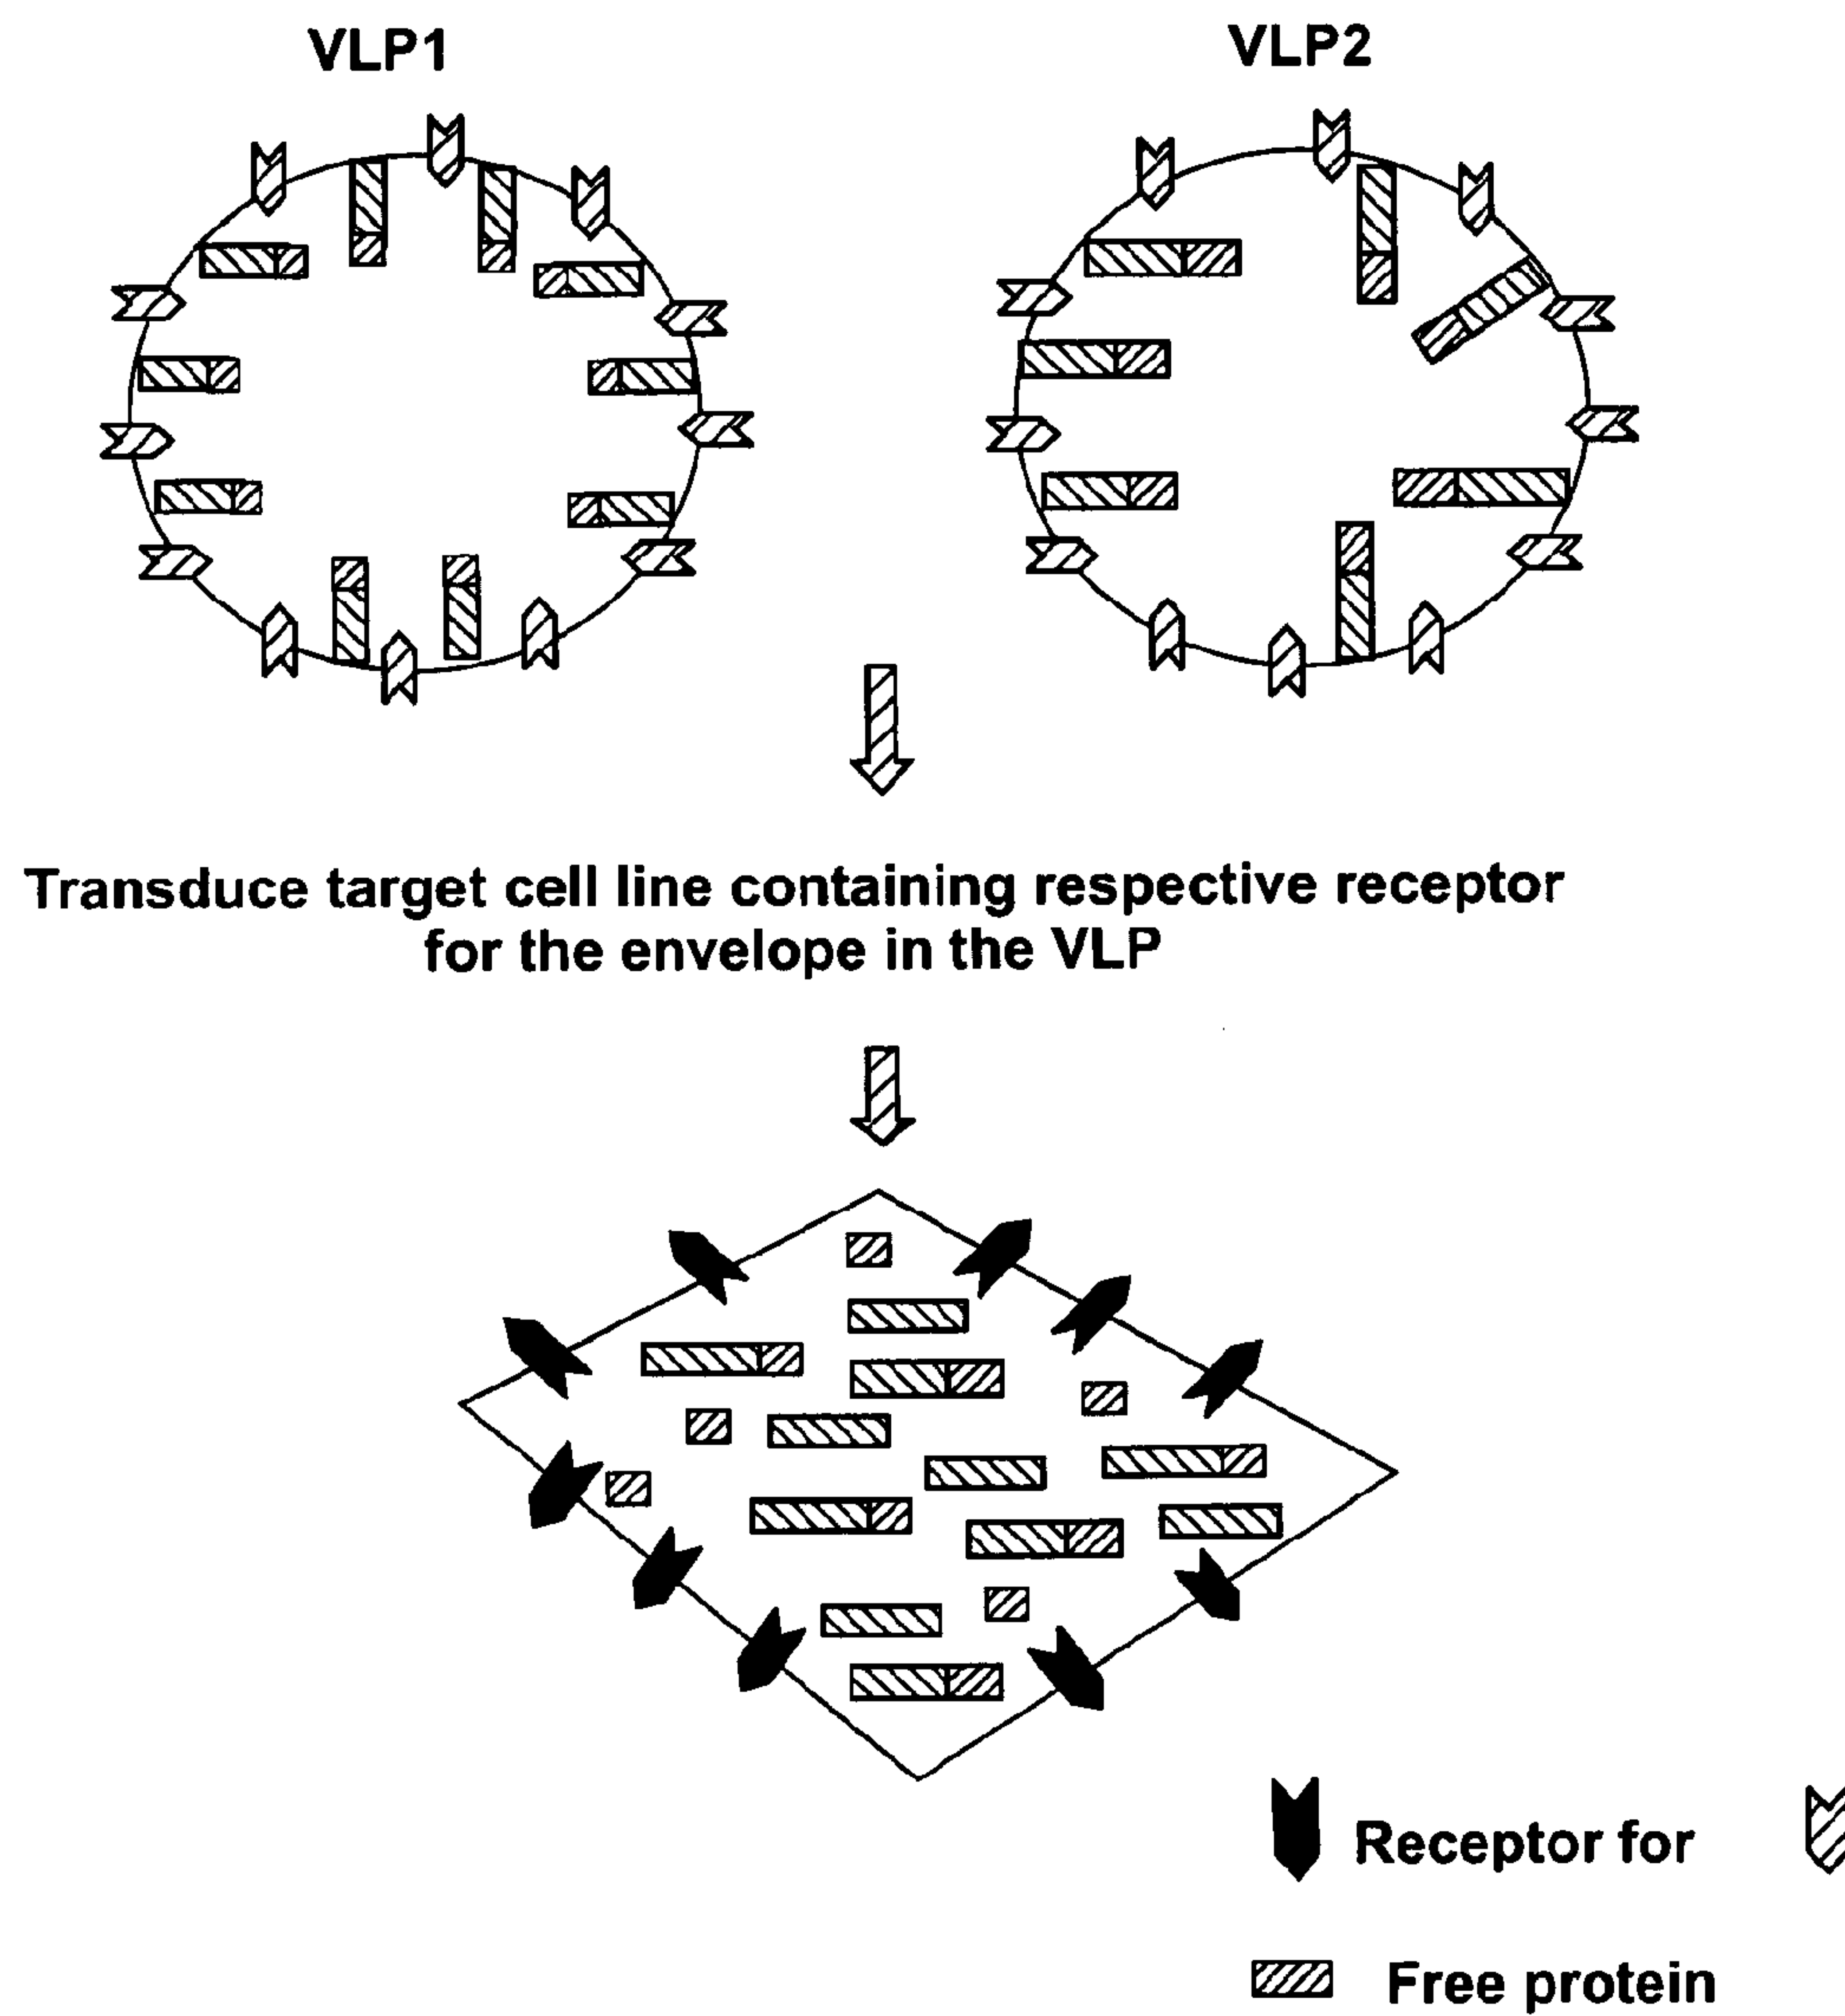 VLP1
VLP2
Transduce target cell line containing respective receptor
for the envelope in the VLP
Receptor for
Free protein